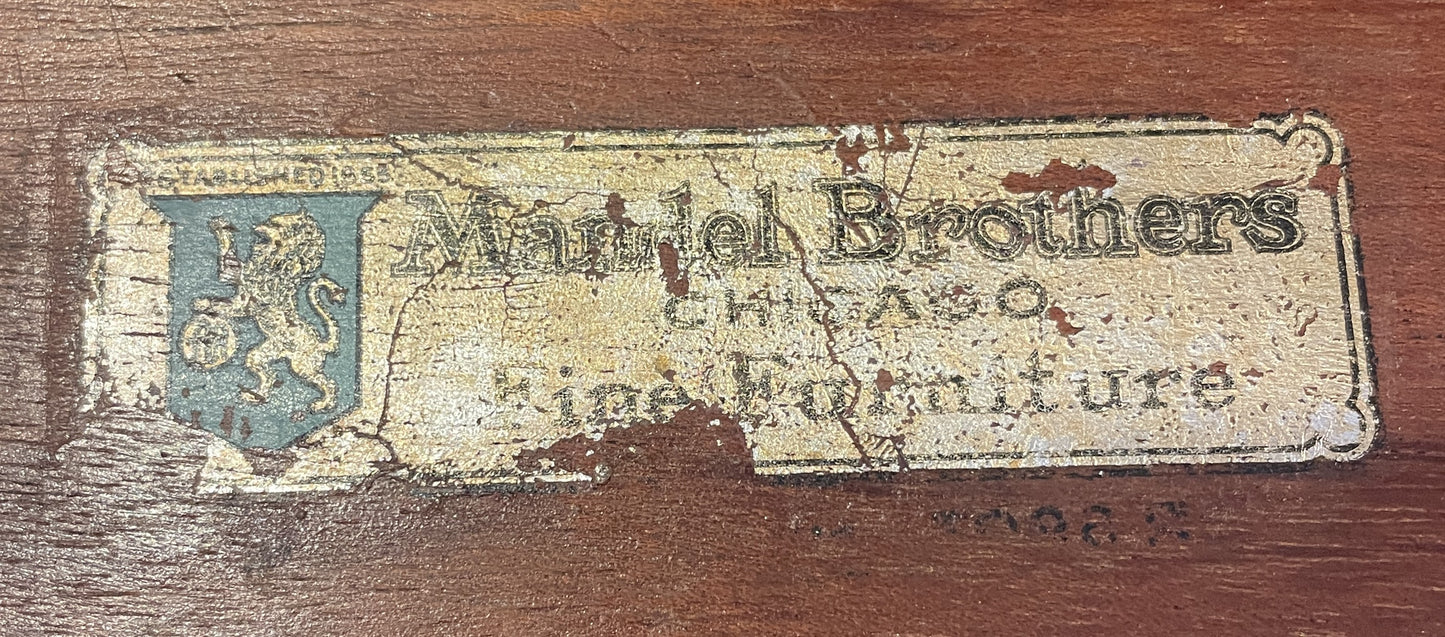 ESTABLISHED 1855
Mandel Brothers
CHICAGO
Fine Furniture